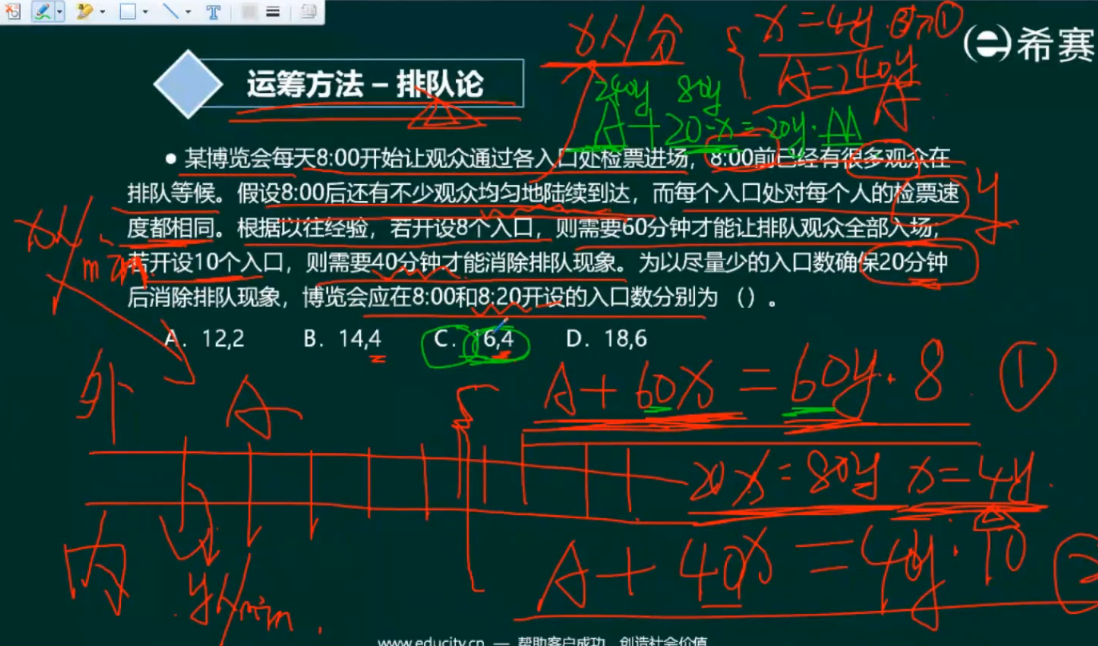 x人/分
x=4y ②→①
A=240y
希赛
运筹方法 – 排队论
240y 80y
A
A+20·x=20y·M
● 某博览会每天8:00开始让观众通过各入口处检票进场，8:00前已经有很多观众在
排队等候。假设8:00后还有不少观众均匀地陆续到达，而每个入口处对每个人的检票速
y
度都相同。根据以往经验，若开设8个入口，则需要60分钟才能让排队观众全部入场；
x人/min
若开设10个入口，则需要40分钟才能消除排队现象。为以尽量少的入口数确保20分钟
后消除排队现象，博览会应在8:00和8:20开设的入口数分别为 （）。
A．12,2 B．14,4 C．16,4 D．18,6
外 A
A+60x=60y·8 ①
20x=80y x=4y
内
A+40x=40y·10 ②
y人/min
www.educity.cn — 帮助客户成功，创造社会价值